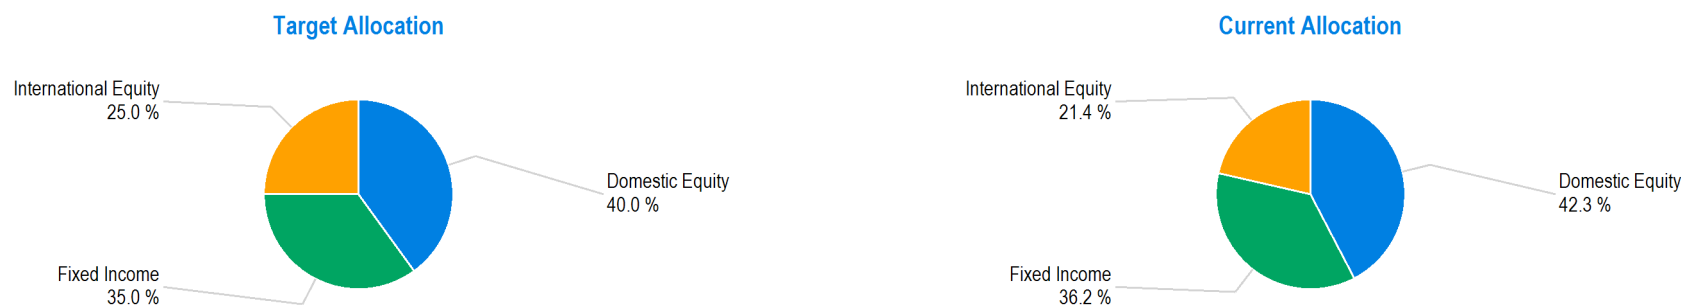 Target Allocation
International Equity
25.0 %
Domestic Equity
40.0 %
Fixed Income
35.0 %
Current Allocation
International Equity
21.4 %
Domestic Equity
42.3 %
Fixed Income
36.2 %